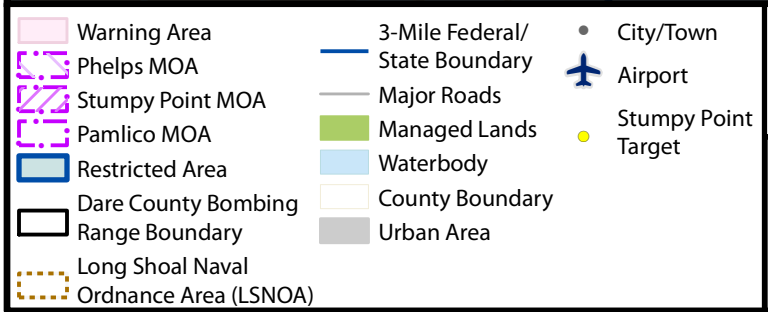 Warning Area
Phelps MOA
Stumpy Point MOA
Pamlico MOA
Restricted Area
Dare County Bombing
Range Boundary
Long Shoal Naval
Ordnance Area (LSNOA)
3-Mile Federal/
State Boundary
Major Roads
Managed Lands
Waterbody
County Boundary
Urban Area
City/Town
Airport
Stumpy Point
Target